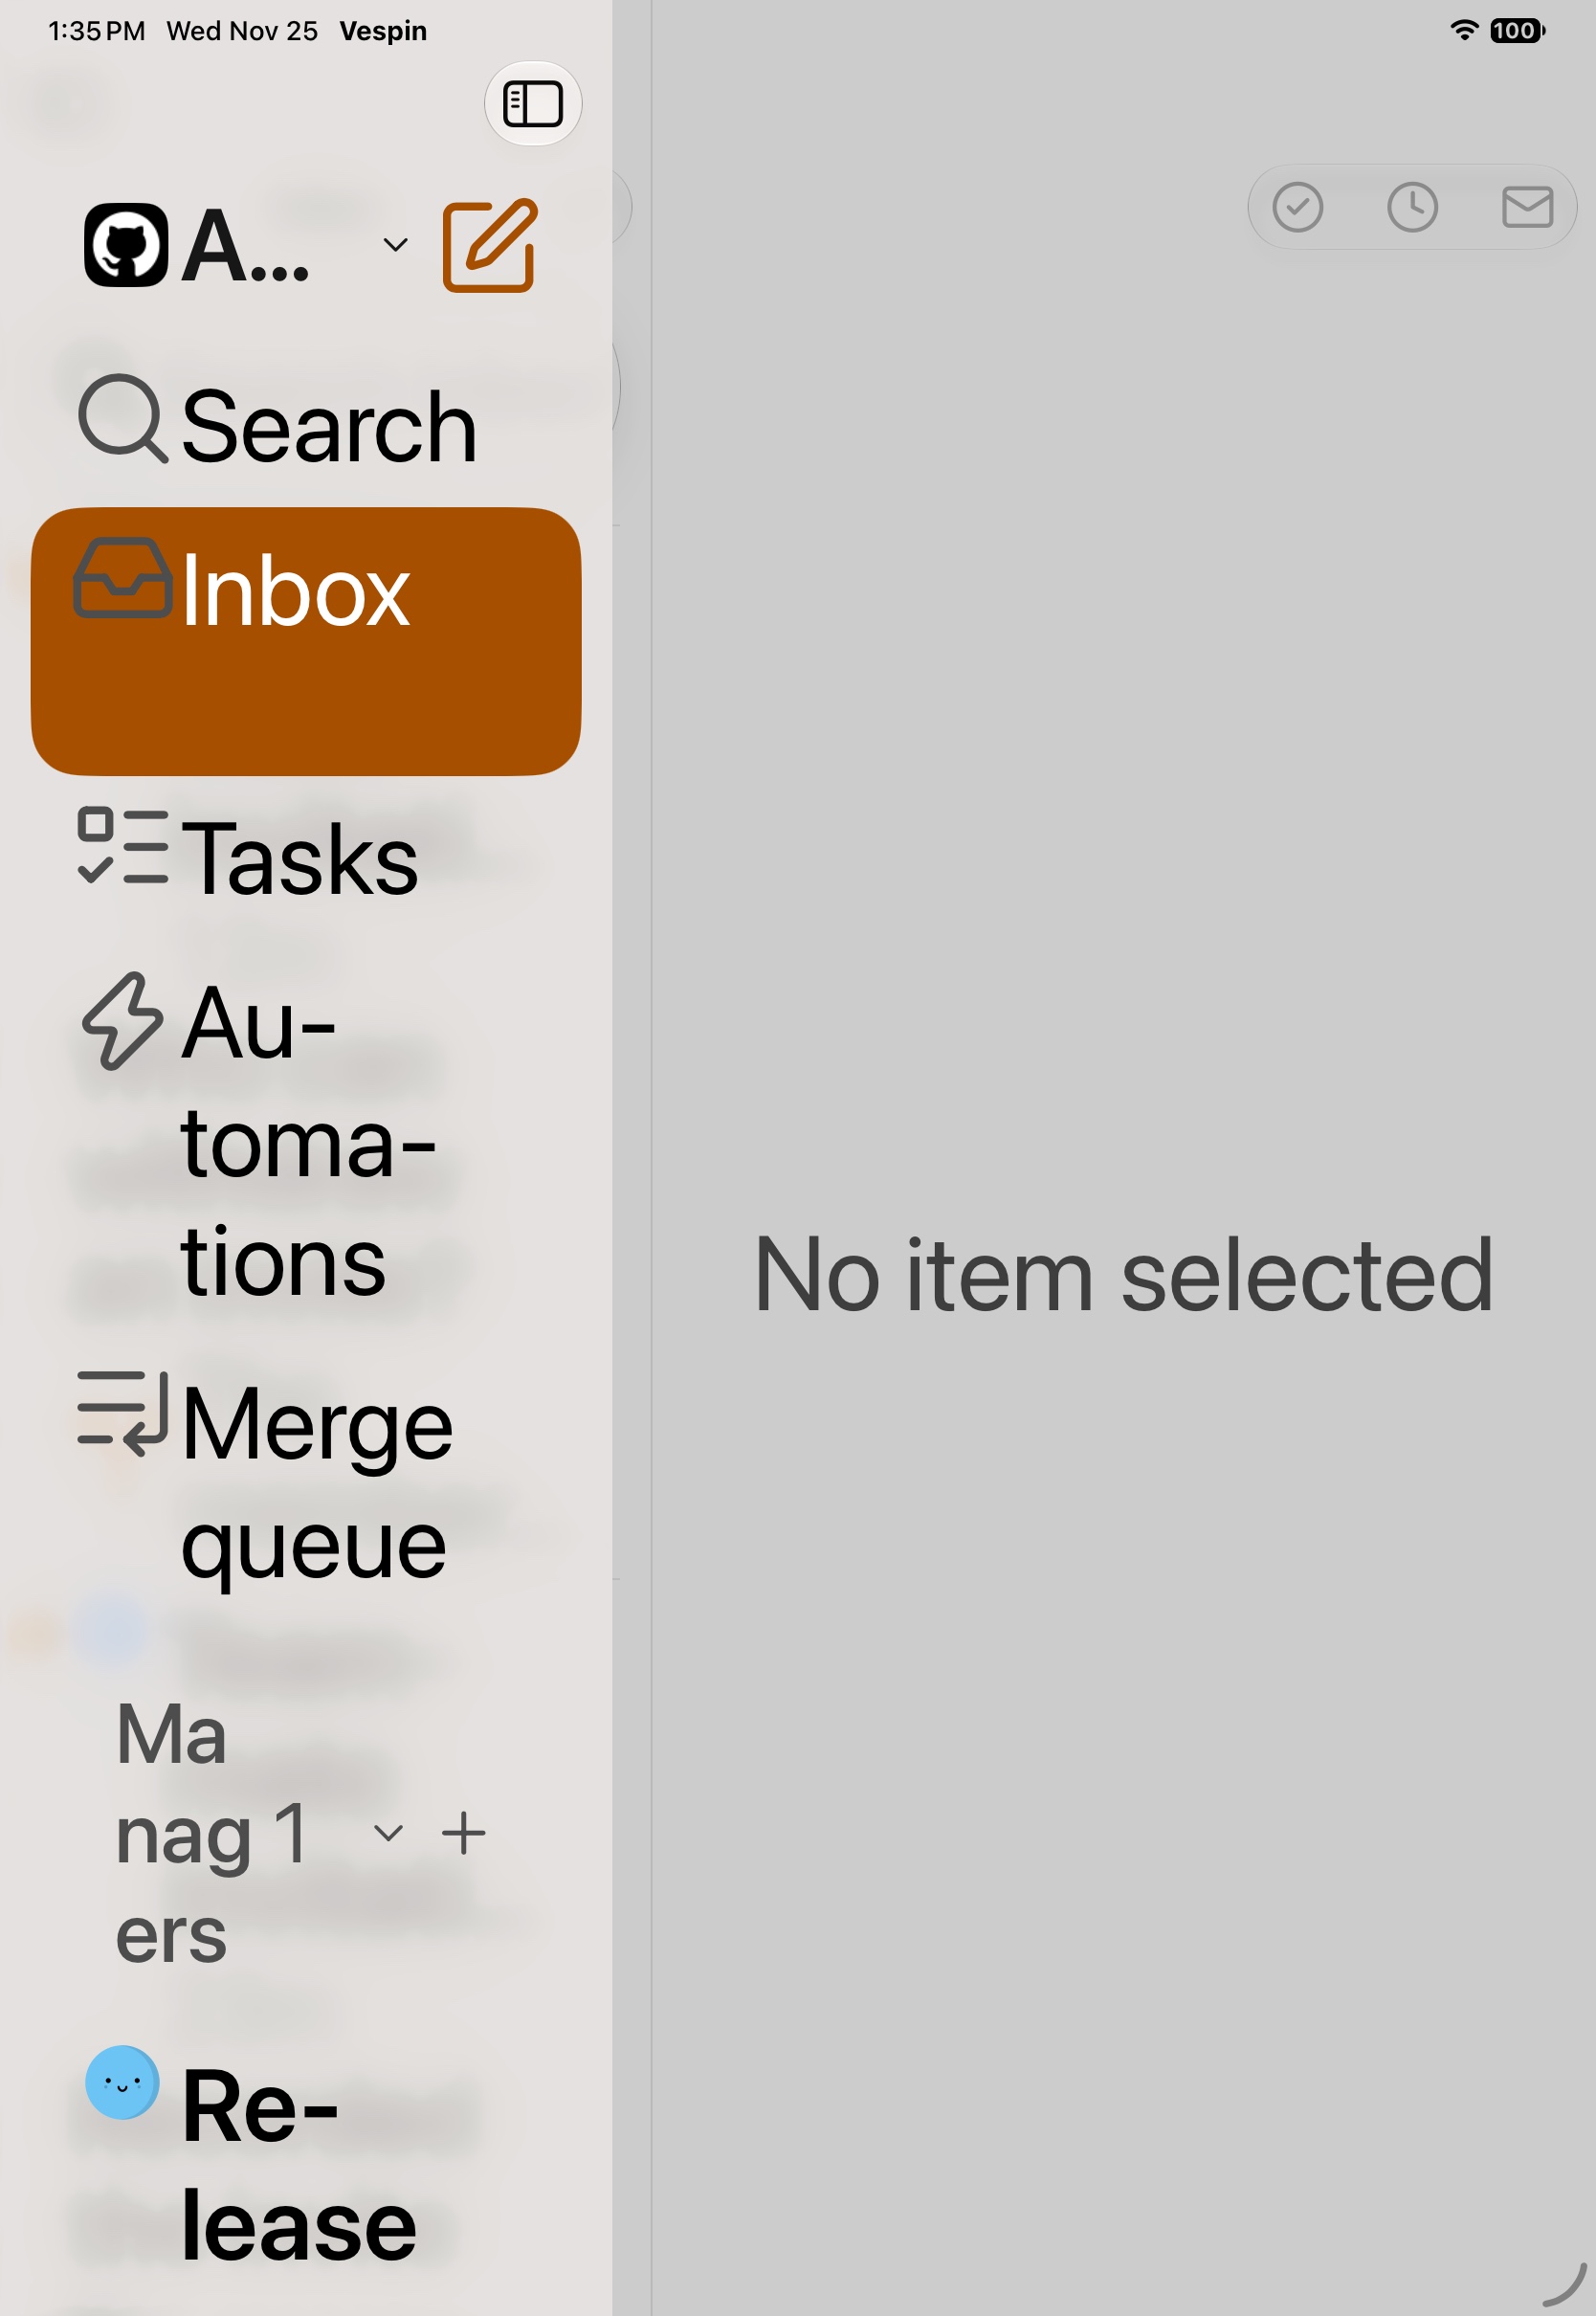 1:35 PM Wed Nov 25 Vespin
100
A...
Search
Inbox
Tasks
Au-
toma-
tions
Merge
queue
Ma
nag 1
ers
Re-
lease
No item selected